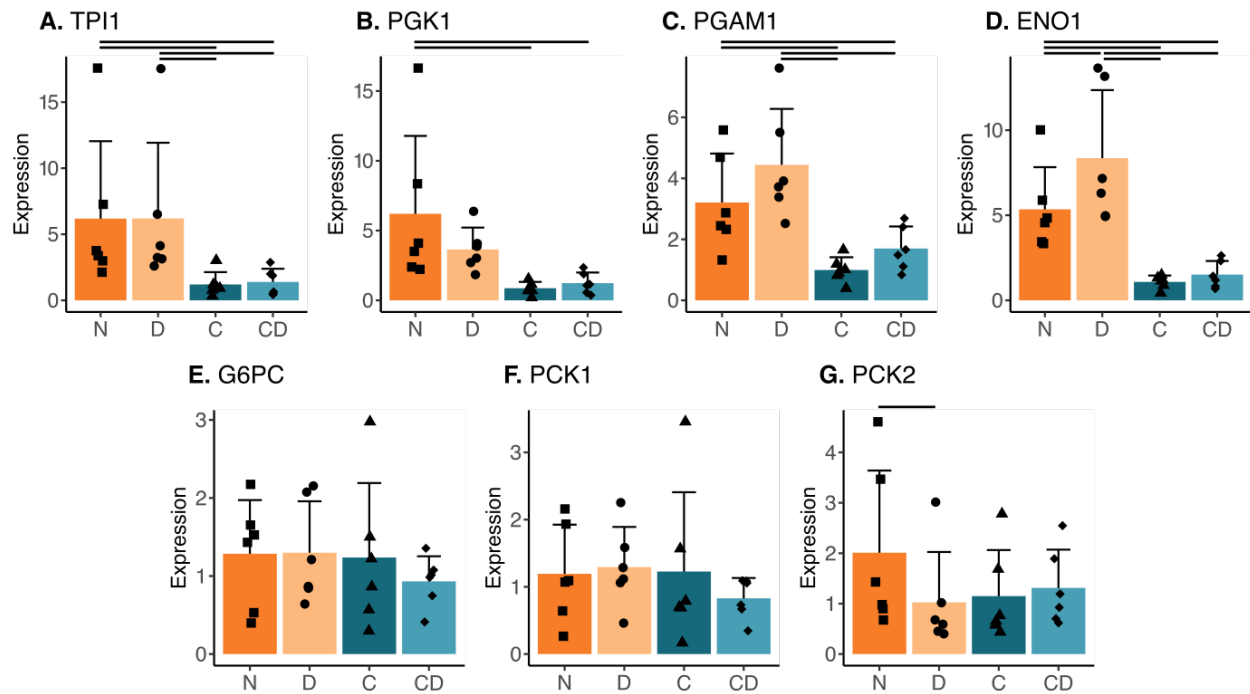 A. TPI1
B. PGK1
C. PGAM1
D. ENO1
Expression
15
10
5
0
N D C CD
Expression
15
10
5
0
N D C CD
Expression
6
4
2
0
N D C CD
Expression
10
5
0
N D C CD
E. G6PC
F. PCK1
G. PCK2
Expression
3
2
1
0
N D C CD
Expression
3
2
1
0
N D C CD
Expression
4
3
2
1
0
N D C CD